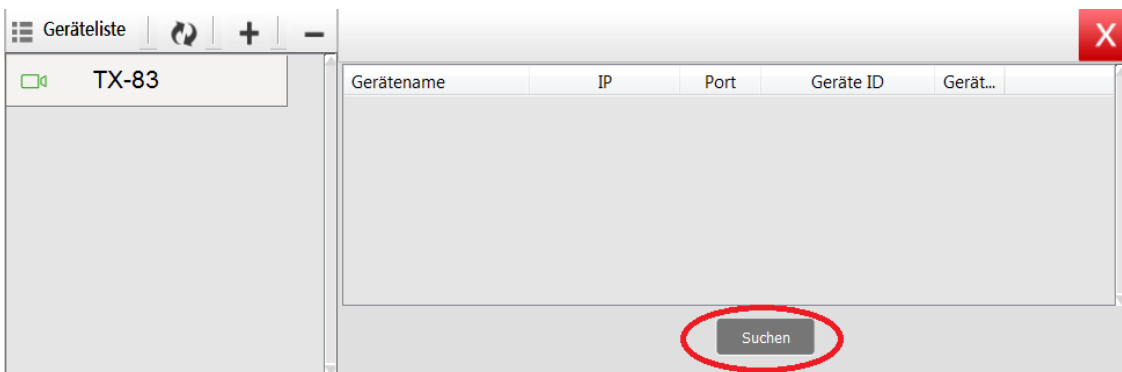 Geräteliste
X
TX-83
Gerätename IP Port Geräte ID Gerät...
Suchen